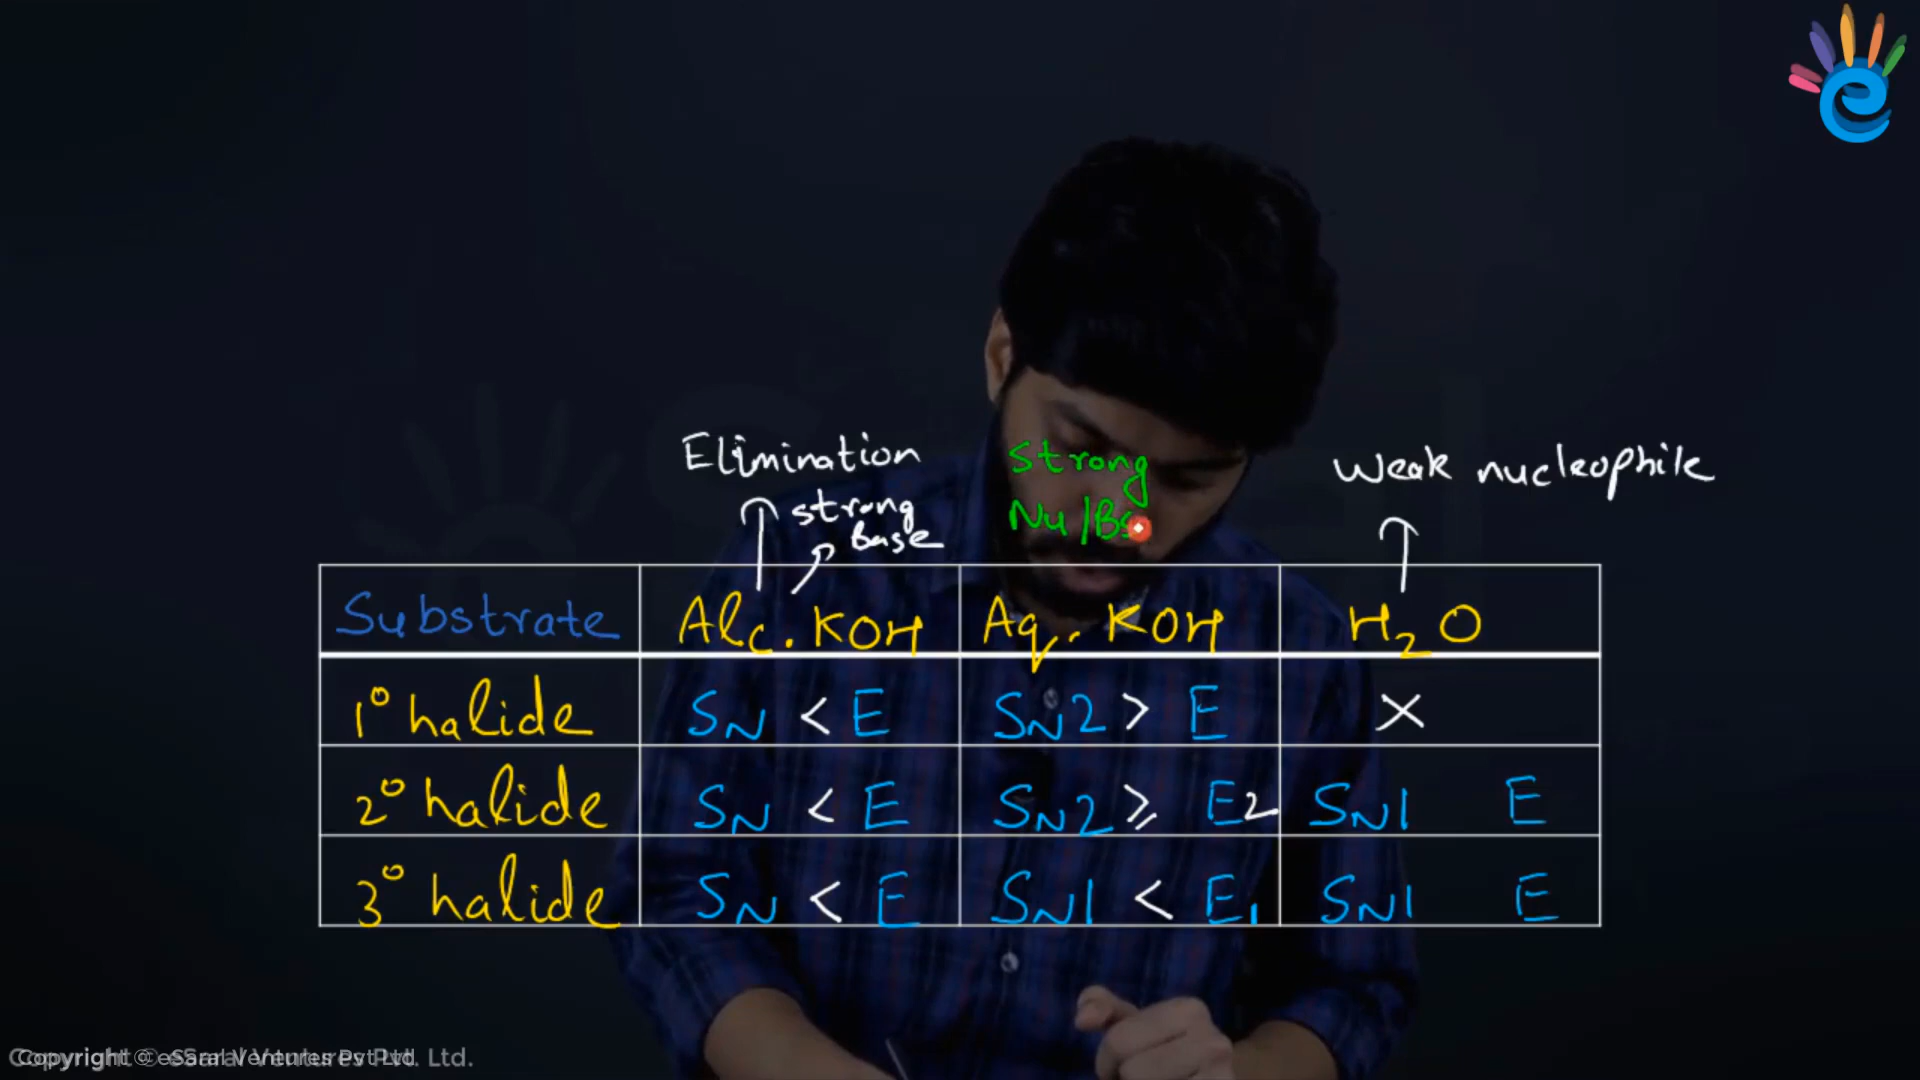 Elimination
strong
Base
Strong
Nu/Bs
Weak nucleophile
Substrate Alc. KOH Aq. KOH H2O
1° halide SN < E SN2 > E ×
2° halide SN < E SN2 ⩾ E2 SN1 E
3° halide SN < E SN1 < E1 SN1 E
Copyright © eSaral Ventures Pvt. Ltd.